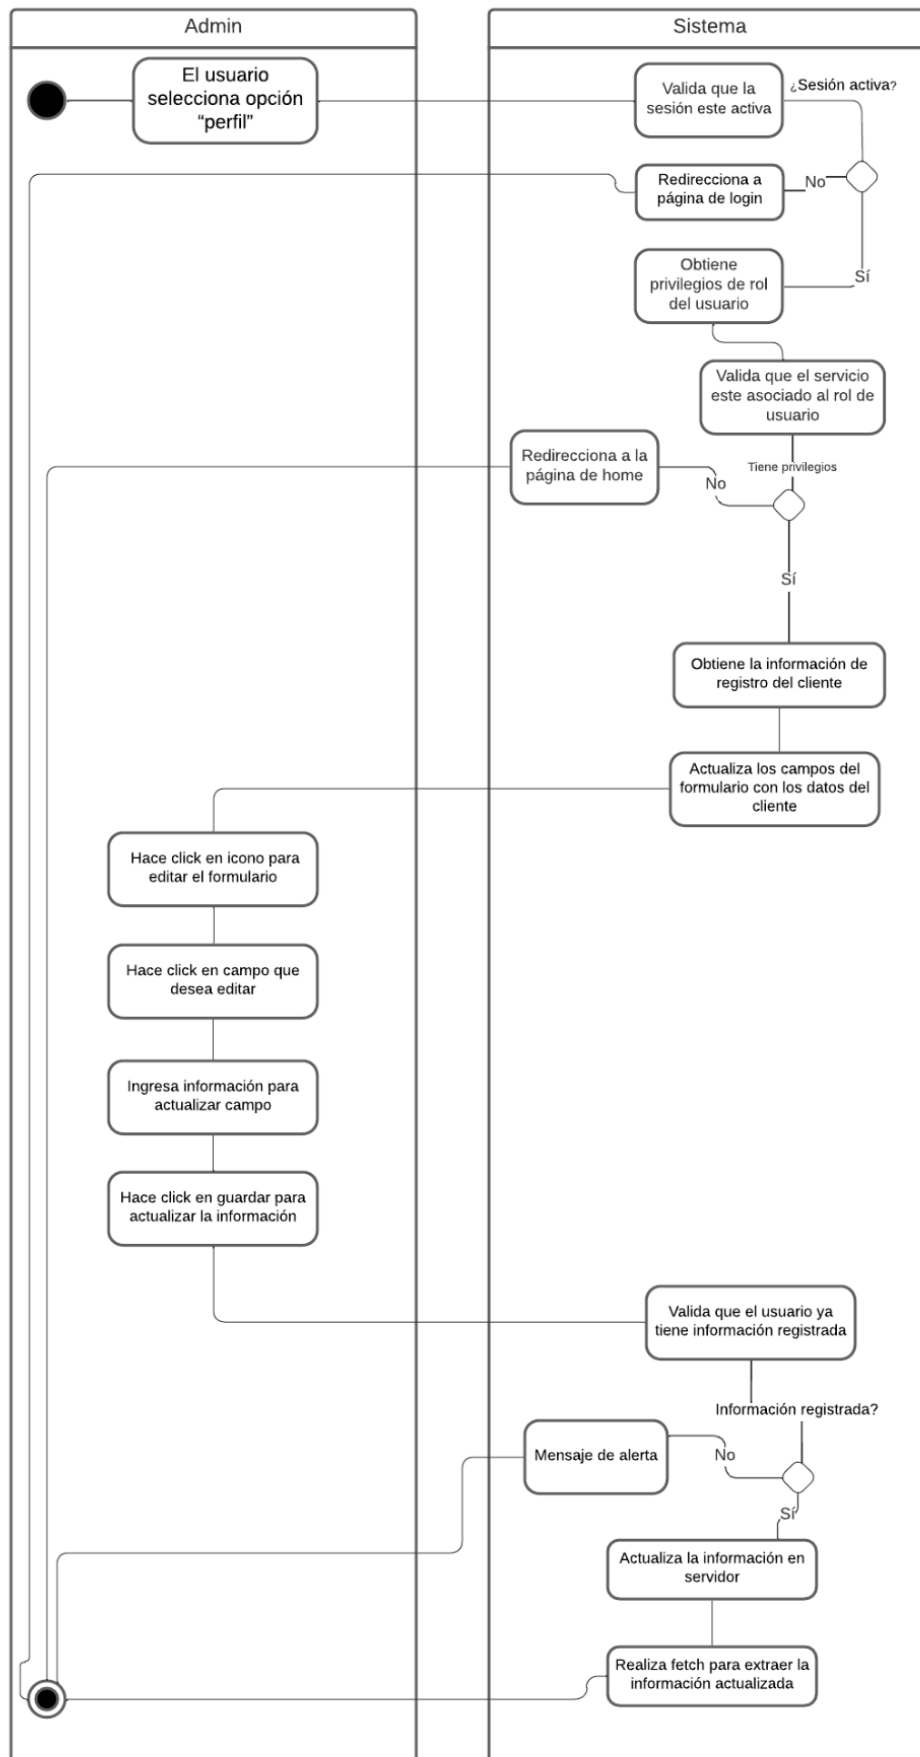 Admin
Sistema
El usuario
selecciona opción
“perfil”
Valida que la
sesión este activa
¿Sesión activa?
Redirecciona a
página de login
No
Sí
Obtiene
privilegios de rol
del usuario
Valida que el servicio
este asociado al rol de
usuario
Redirecciona a la
página de home
Tiene privilegios
No
Sí
Obtiene la información de
registro del cliente
Actualiza los campos del
formulario con los datos del
cliente
Hace click en icono para
editar el formulario
Hace click en campo que
desea editar
Ingresa información para
actualizar campo
Hace click en guardar para
actualizar la información
Valida que el usuario ya
tiene información registrada
Información registrada?
Mensaje de alerta
No
Sí
Actualiza la información en
servidor
Realiza fetch para extraer la
información actualizada